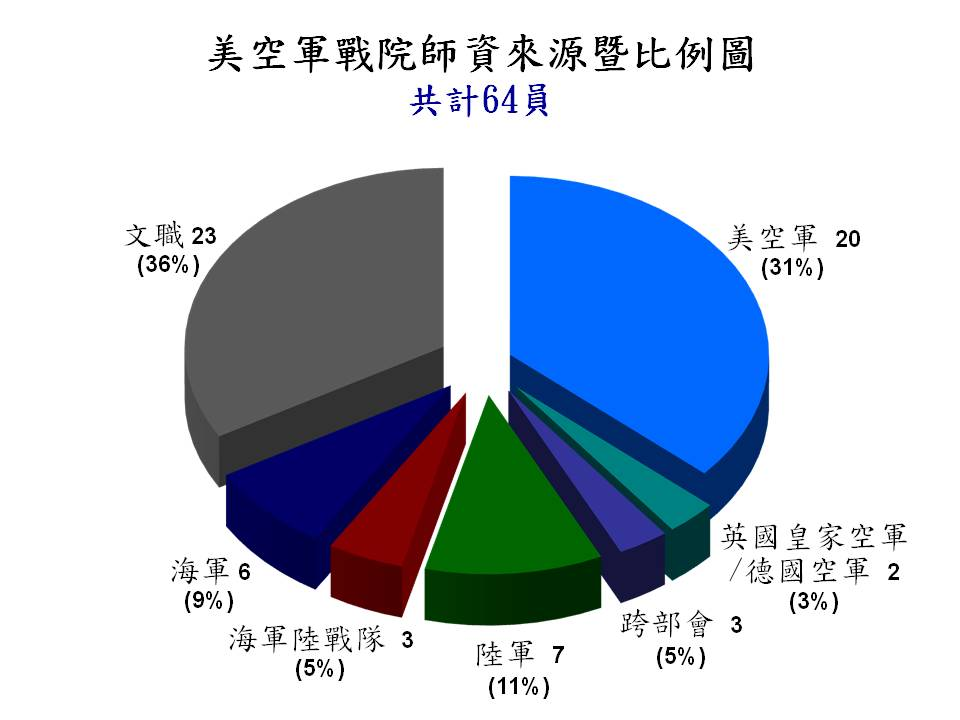 美空軍戰院師資來源暨比例圖
共計64員
文職 23
(36%)
美空軍 20
(31%)
英國皇家空軍
/德國空軍 2
(3%)
跨部會 3
(5%)
陸軍 7
(11%)
海軍陸戰隊 3
(5%)
海軍 6
(9%)